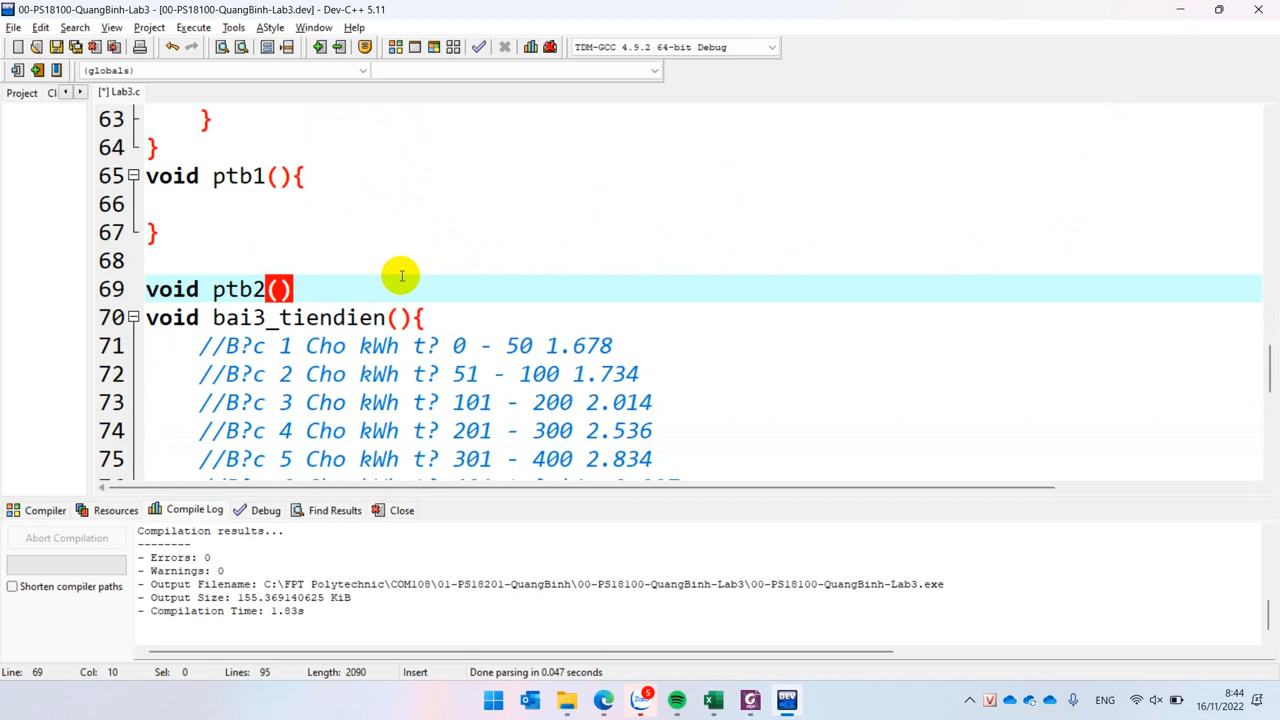 00-PS18100-QuangBinh-Lab3 - [00-PS18100-QuangBinh-Lab3.dev] - Dev-C++ 5.11
File Edit Search View Project Execute Tools AStyle Window Help
TDM-GCC 4.9.2 64-bit Debug
(globals)
Project Cl [*] Lab3.c
63 }
64 }
65 void ptb1(){
66
67 }
68
69 void ptb2()
70 void bai3_tiendien(){
71 //B?c 1 Cho kWh t? 0 - 50 1.678
72 //B?c 2 Cho kWh t? 51 - 100 1.734
73 //B?c 3 Cho kWh t? 101 - 200 2.014
74 //B?c 4 Cho kWh t? 201 - 300 2.536
75 //B?c 5 Cho kWh t? 301 - 400 2.834
Compiler Resources Compile Log Debug Find Results Close
Abort Compilation
Shorten compiler paths
Compilation results...
--------
- Errors: 0
- Warnings: 0
- Output Filename: C:\FPT Polytechnic\COM108\01-PS18201-QuangBinh\00-PS18100-QuangBinh-Lab3\00-PS18100-QuangBinh-Lab3.exe
- Output Size: 155.369140625 KiB
- Compilation Time: 1.83s
Line: 69 Col: 10 Sel: 0 Lines: 95 Length: 2090 Insert Done parsing in 0.047 seconds
Zalo 5 DEV ENG 8:44
16/11/2022